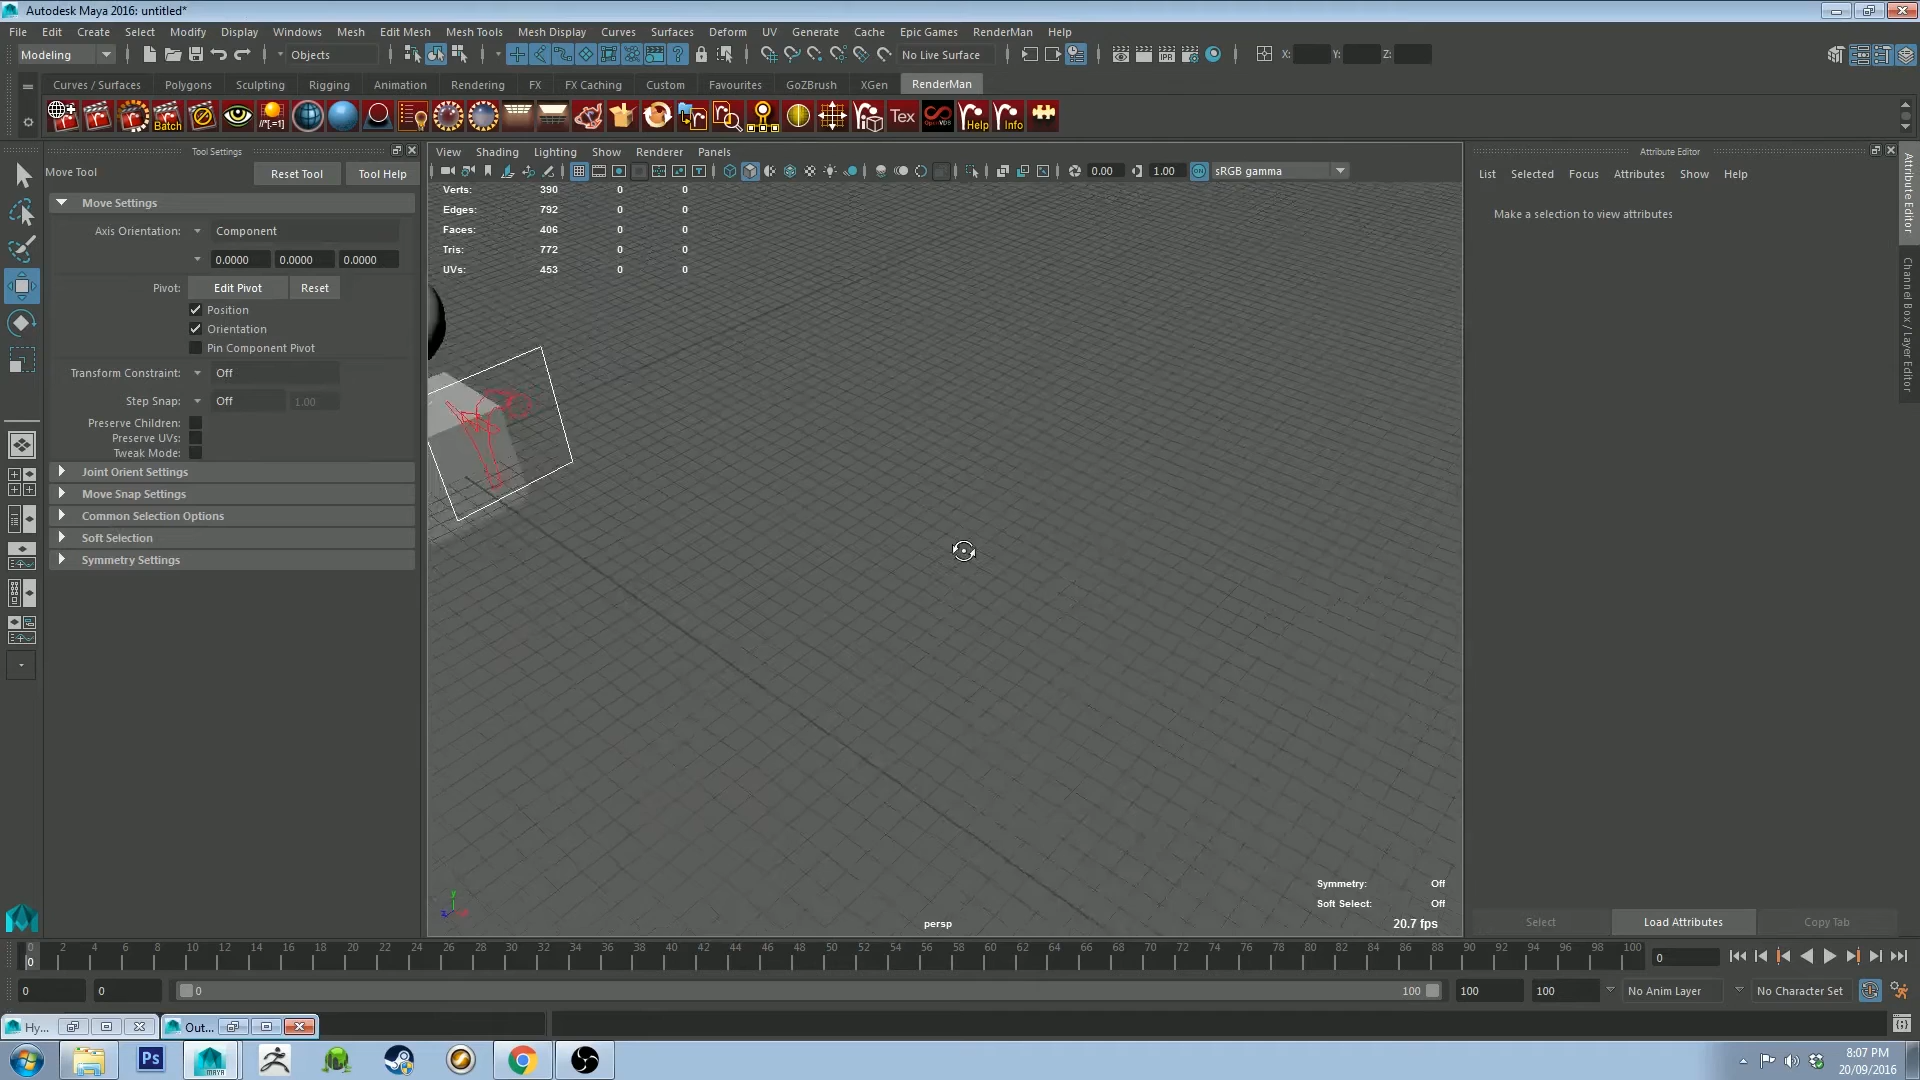 Autodesk Maya 2016: untitled*
File Edit Create Select Modify Display Windows Mesh Edit Mesh Mesh Tools Mesh Display Curves Surfaces Deform UV Generate Cache Epic Games RenderMan Help
Modeling Objects No Live Surface X: Y: Z:
Curves / Surfaces Polygons Sculpting Rigging Animation Rendering FX FX Caching Custom Favourites GoZBrush XGen RenderMan
Batch //*[.=1] Tex OpenVDB Help Info
Tool Settings
Move Tool Reset Tool Tool Help
Move Settings
Axis Orientation: Component
0.0000 0.0000 0.0000
Pivot: Edit Pivot Reset
Position
Orientation
Pin Component Pivot
Transform Constraint: Off
Step Snap: Off 1.00
Preserve Children:
Preserve UVs:
Tweak Mode:
Joint Orient Settings
Move Snap Settings
Common Selection Options
Soft Selection
Symmetry Settings
View Shading Lighting Show Renderer Panels
0.00 1.00 sRGB gamma
Verts: 390 0 0
Edges: 792 0 0
Faces: 406 0 0
Tris: 772 0 0
UVs: 453 0 0
Symmetry: Off
Soft Select: Off
persp 20.7 fps
Attribute Editor
List Selected Focus Attributes Show Help
Make a selection to view attributes
Attribute Editor
Channel Box / Layer Editor
Select Load Attributes Copy Tab
0 2 4 6 8 10 12 14 16 18 20 22 24 26 28 30 32 34 36 38 40 42 44 46 48 50 52 54 56 58 60 62 64 66 68 70 72 74 76 78 80 82 84 86 88 90 92 94 96 98 100
0 0
0 0 0 100 100 100 No Anim Layer No Character Set
Hy... Out...
Ps MAYA
8:07 PM
20/09/2016